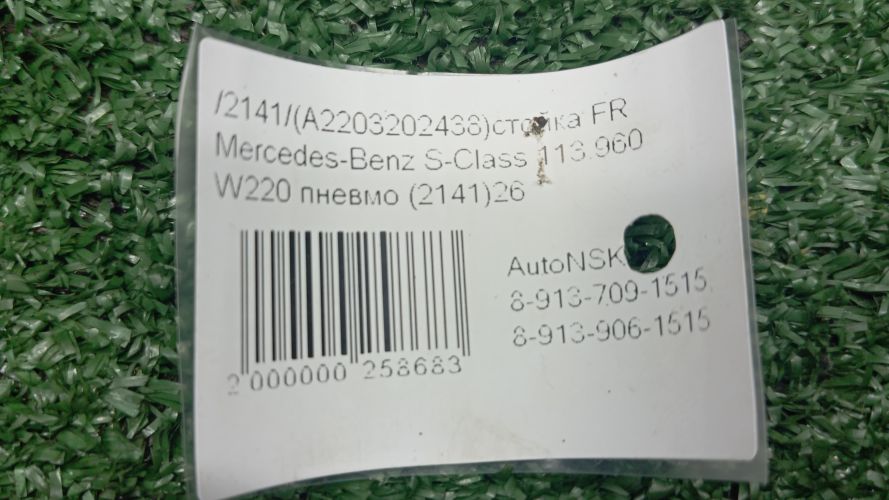 /2141/(A2203202438)стойка FR
Mercedes-Benz S-Class 113.960
W220 пневмо (2141)26
AutoNSK
8-913-709-1515,
8-913-906-1515
2 000000 258683